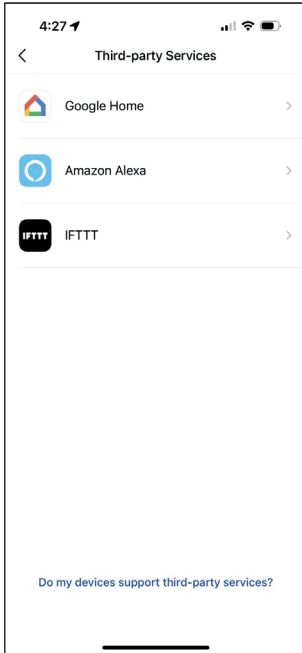 4:27
Third-party Services
Google Home
Amazon Alexa
IFTTT IFTTT
Do my devices support third-party services?